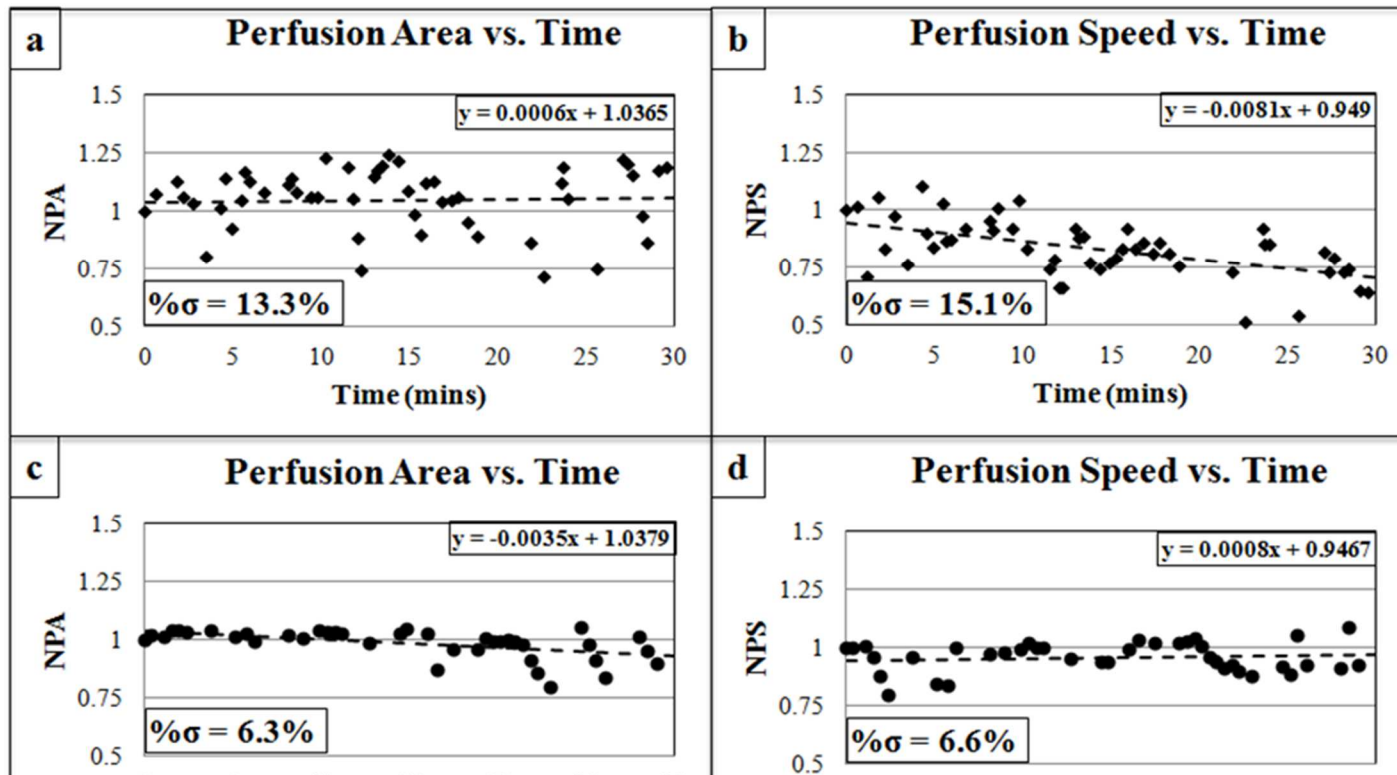 a
Perfusion Area vs. Time
y = 0.0006x + 1.0365
1.5
1.25
1
0.75
0.5
NPA
%σ = 13.3%
0 5 10 15 20 25 30
Time (mins)
b
Perfusion Speed vs. Time
y = -0.0081x + 0.949
1.5
1
0.75
0.5
NPS
%σ = 15.1%
0 5 10 15 20 25 30
Time (mins)
c
Perfusion Area vs. Time
y = -0.0035x + 1.0379
1.5
1.25
1
0.75
0.5
NPA
%σ = 6.3%
d
Perfusion Speed vs. Time
y = 0.0008x + 0.9467
1.5
1.25
1
0.75
0.5
NPS
%σ = 6.6%